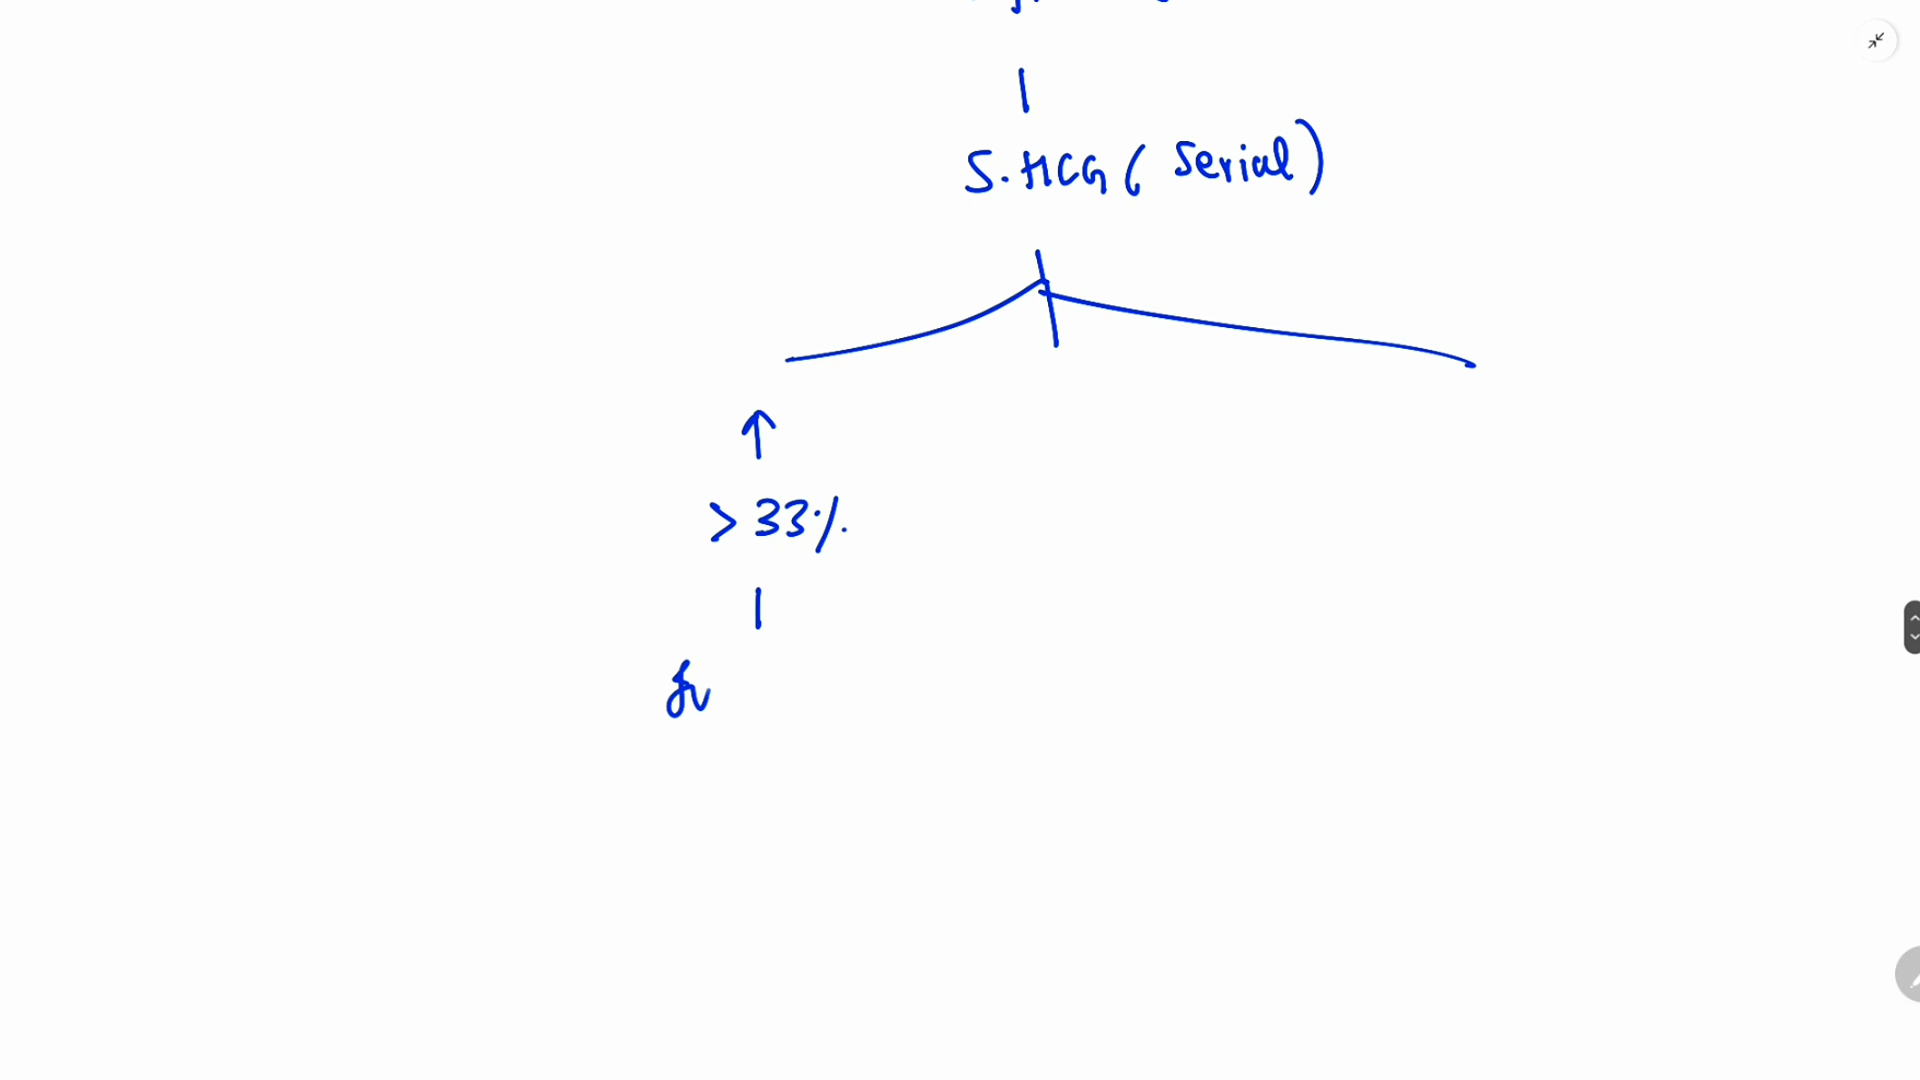 S. HCG (Serial)
↑
> 33%